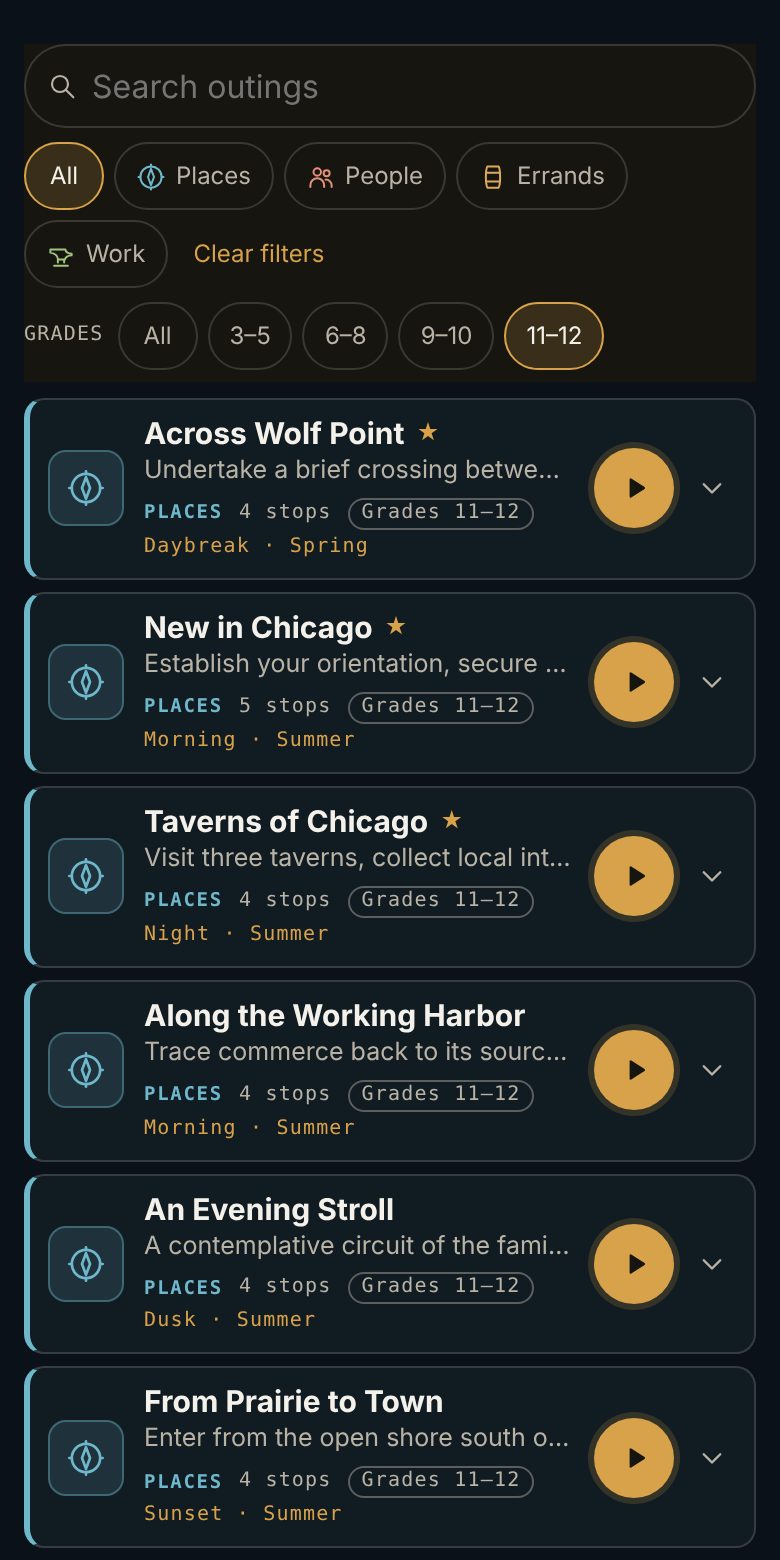 Search outings
All Places People Errands
Work Clear filters
GRADES All 3–5 6–8 9–10 11–12
Across Wolf Point ★
Undertake a brief crossing betwe...
PLACES 4 stops Grades 11–12
Daybreak · Spring
New in Chicago ★
Establish your orientation, secure ...
PLACES 5 stops Grades 11–12
Morning · Summer
Taverns of Chicago ★
Visit three taverns, collect local int...
PLACES 4 stops Grades 11–12
Night · Summer
Along the Working Harbor
Trace commerce back to its sourc...
PLACES 4 stops Grades 11–12
Morning · Summer
An Evening Stroll
A contemplative circuit of the fami...
PLACES 4 stops Grades 11–12
Dusk · Summer
From Prairie to Town
Enter from the open shore south o...
PLACES 4 stops Grades 11–12
Sunset · Summer